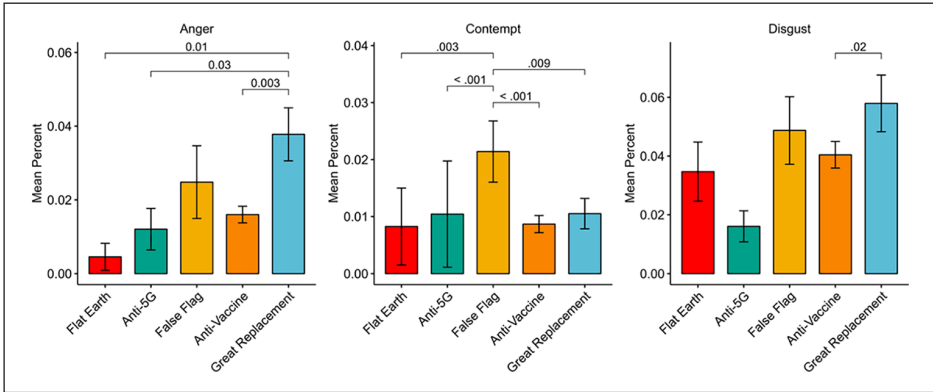 Anger
Mean Percent
0.06
0.04
0.02
0.00
0.01
0.03
0.003
Flat Earth
Anti-5G
False Flag
Anti-Vaccine
Great Replacement
Contempt
Mean Percent
0.04
0.03
0.02
0.01
0.00
.003
.009
< .001
< .001
Flat Earth
Anti-5G
False Flag
Anti-Vaccine
Great Replacement
Disgust
Mean Percent
0.06
0.04
0.02
0.00
.02
Flat Earth
Anti-5G
False Flag
Anti-Vaccine
Great Replacement